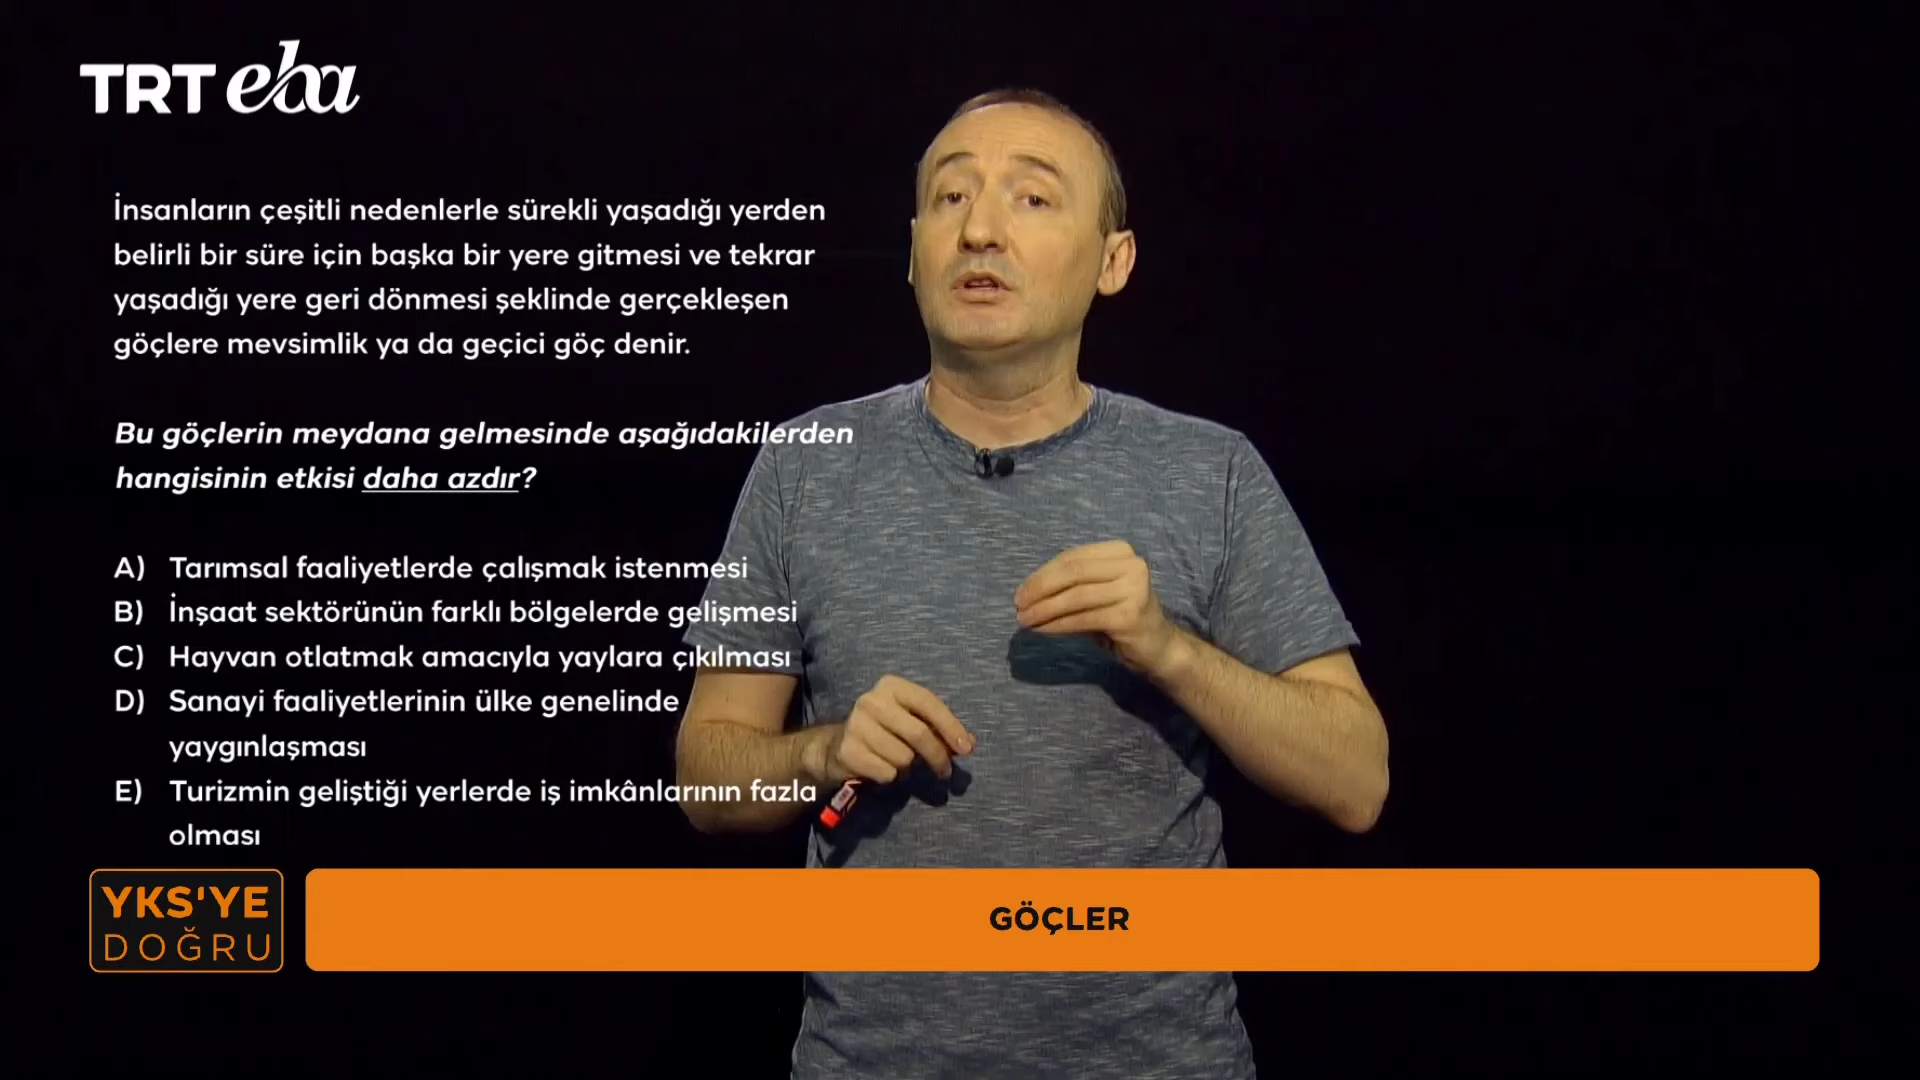 TRT eba
İnsanların çeşitli nedenlerle sürekli yaşadığı yerden
belirli bir süre için başka bir yere gitmesi ve tekrar
yaşadığı yere geri dönmesi şeklinde gerçekleşen
göçlere mevsimlik ya da geçici göç denir.
Bu göçlerin meydana gelmesinde aşağıdakilerden
hangisinin etkisi daha azdır?
A) Tarımsal faaliyetlerde çalışmak istenmesi
B) İnşaat sektörünün farklı bölgelerde gelişmesi
C) Hayvan otlatmak amacıyla yaylara çıkılması
D) Sanayi faaliyetlerinin ülke genelinde
yaygınlaşması
E) Turizmin geliştiği yerlerde iş imkânlarının fazla
olması
YKS'YE
DOĞRU
GÖÇLER